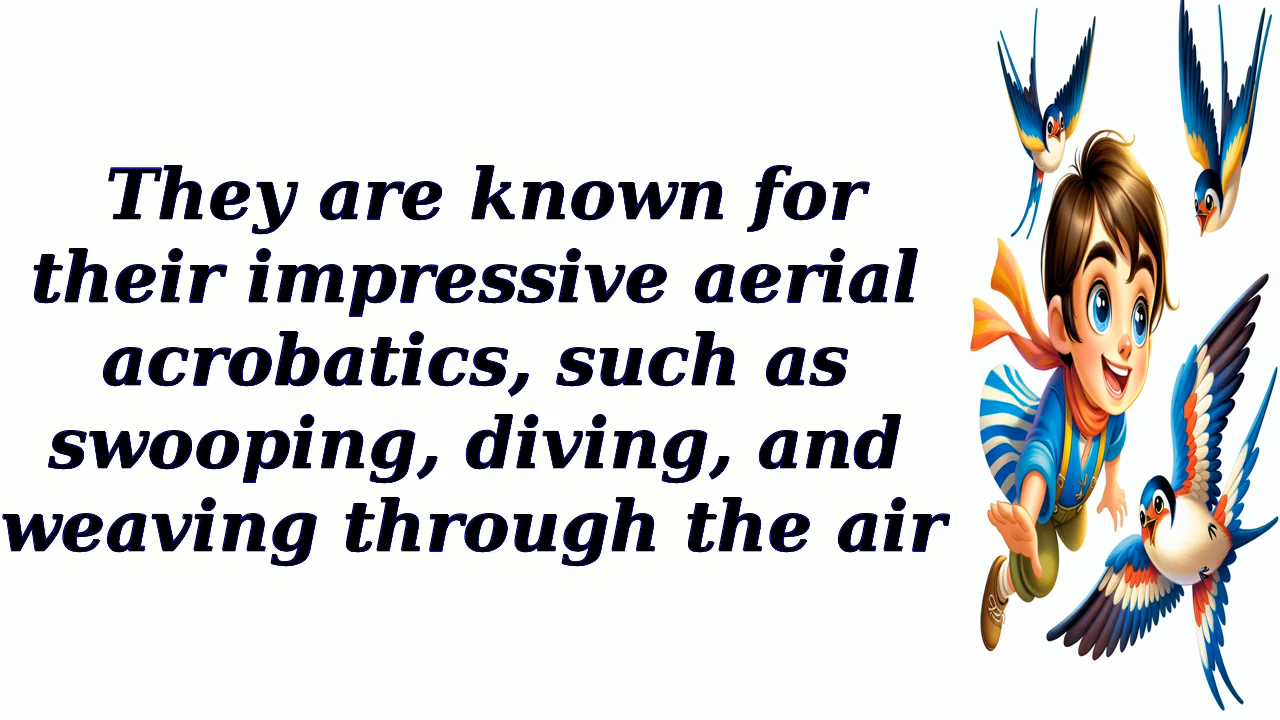 They are known for
their impressive aerial
acrobatics, such as
swooping, diving, and
weaving through the air